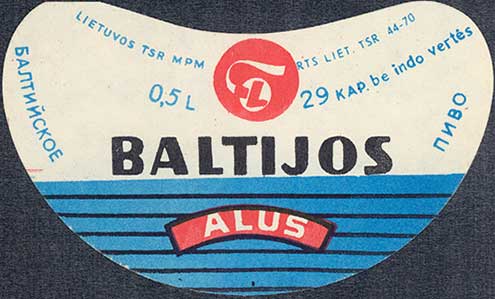 LIETUVOS TSR MPM
RTS LIET. TSR 44-70
0,5 L
29 KAP. be indo vertės
БАЛТИЙСКОЕ
ПИВО
BALTIJOS
ALUS